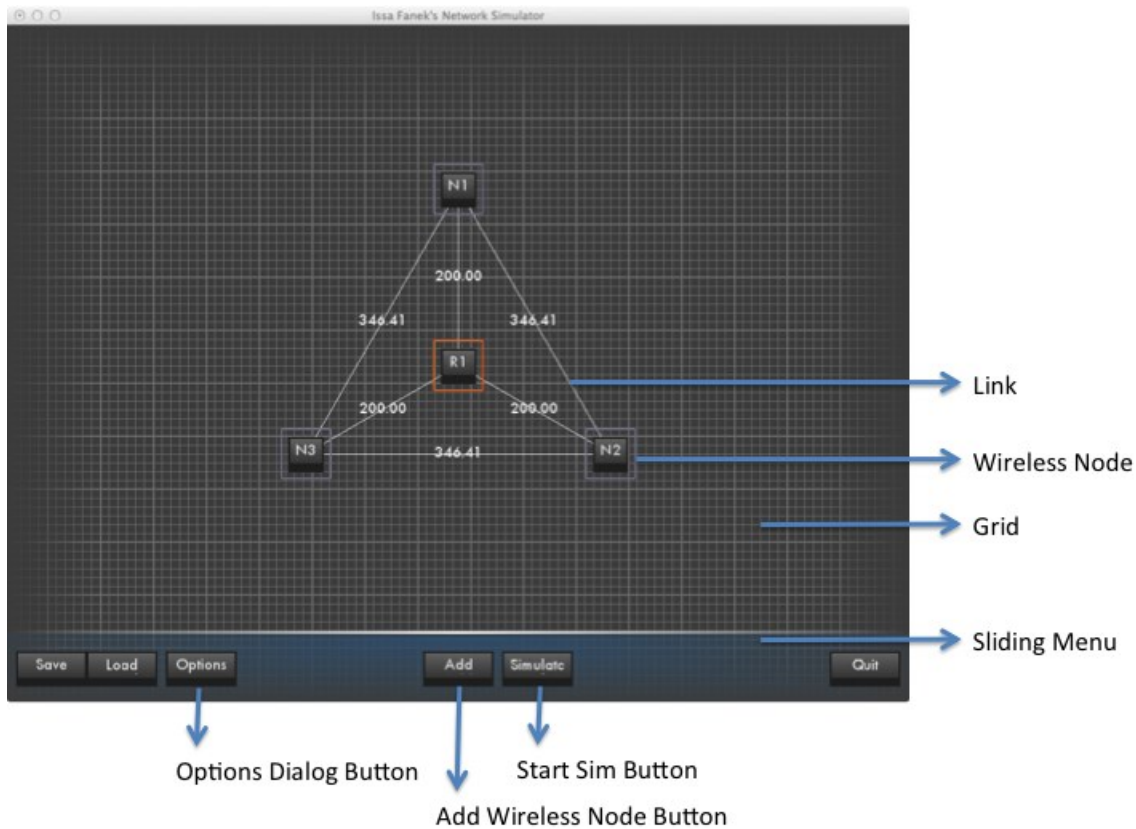 Issa Fanek's Network Simulator
N1
200.00
346.41
346.41
R1
200.00
200.00
N3
346.41
N2
Link
Wireless Node
Grid
Sliding Menu
Save
Load
Options
Add
Simulate
Quit
Options Dialog Button
Start Sim Button
Add Wireless Node Button